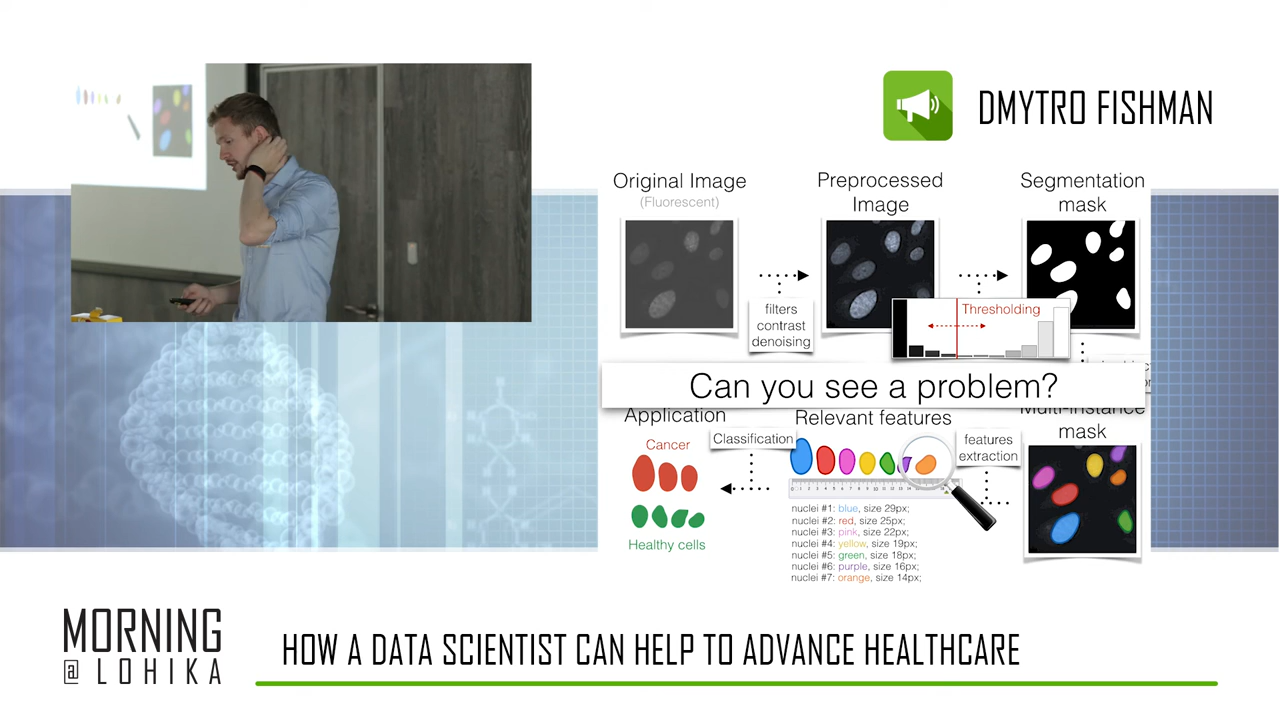 DMYTRO FISHMAN
Original Image
(Fluorescent)
Preprocessed
Image
Segmentation
mask
filters
contrast
denoising
Thresholding
Can you see a problem?
Application
Cancer
Healthy cells
Classification
Relevant features
nuclei #1: blue, size 29px;
nuclei #2: red, size 25px;
nuclei #3: pink, size 22px;
nuclei #4: yellow, size 19px;
nuclei #5: green, size 18px;
nuclei #6: purple, size 16px;
nuclei #7: orange, size 14px;
features
extraction
Multi-instance
mask
MORNING
@ LOHIKA
HOW A DATA SCIENTIST CAN HELP TO ADVANCE HEALTHCARE